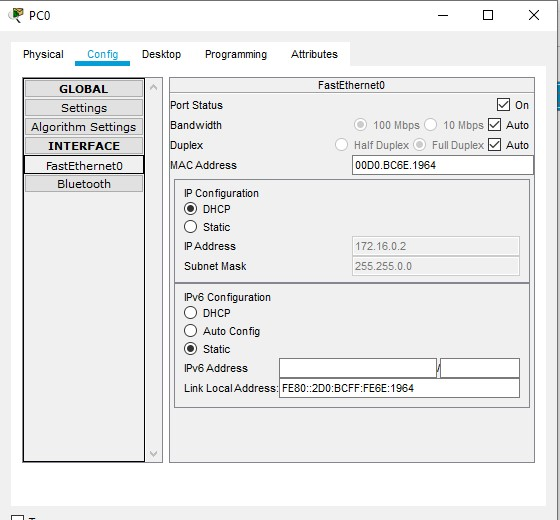 PC0
Physical Config Desktop Programming Attributes
GLOBAL
Settings
Algorithm Settings
INTERFACE
FastEthernet0
Bluetooth
FastEthernet0
Port Status On
Bandwidth 100 Mbps 10 Mbps Auto
Duplex Half Duplex Full Duplex Auto
MAC Address 00D0.BC6E.1964
IP Configuration
DHCP
Static
IP Address 172.16.0.2
Subnet Mask 255.255.0.0
IPv6 Configuration
DHCP
Auto Config
Static
IPv6 Address /
Link Local Address: FE80::2D0:BCFF:FE6E:1964